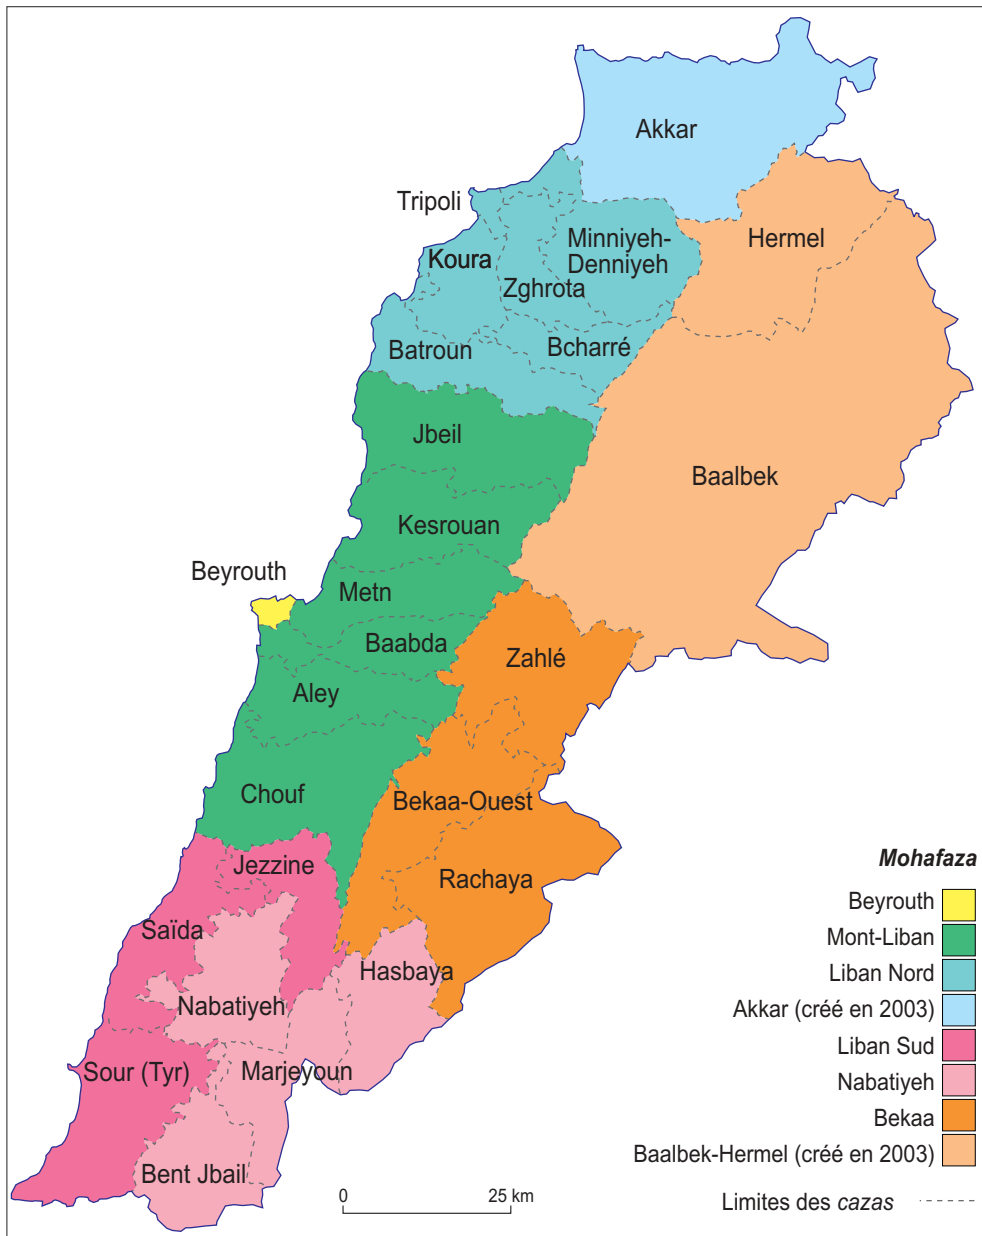 Akkar
Tripoli
Minniyeh-
Denniyeh
Hermel
Koura
Zghrota
Batroun
Bcharré
Jbeil
Baalbek
Kesrouan
Beyrouth
Metn
Baabda
Zahlé
Aley
Chouf
Bekaa-Ouest
Jezzine
Rachaya
Saïda
Hasbaya
Nabatiyeh
Sour (Tyr)
Marjeyoun
Bent Jbail
0 25 km
Mohafaza
Beyrouth
Mont-Liban
Liban Nord
Akkar (créé en 2003)
Liban Sud
Nabatiyeh
Bekaa
Baalbek-Hermel (créé en 2003)
Limites des cazas